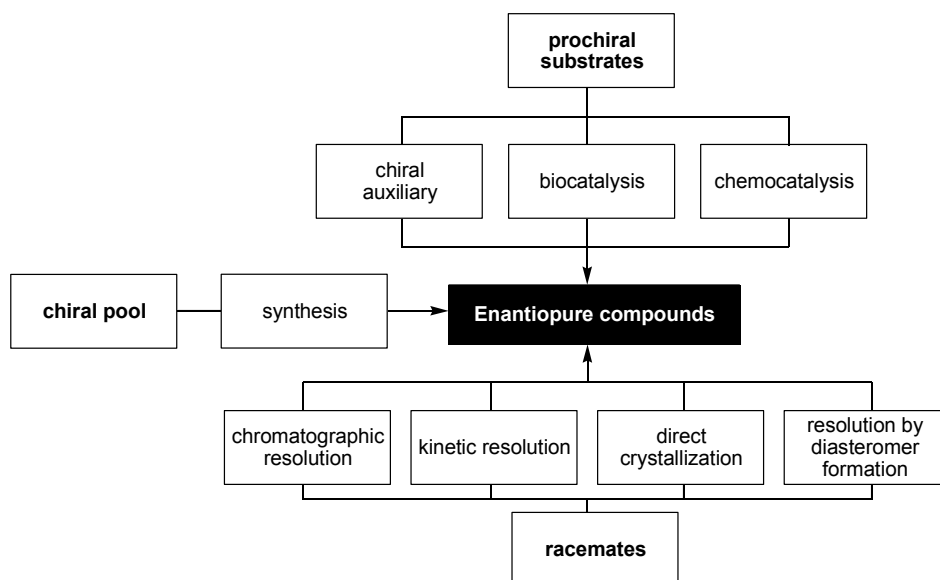 prochiral
substrates
chiral
auxiliary
biocatalysis
chemocatalysis
chiral pool
synthesis
Enantiopure compounds
chromatographic
resolution
kinetic resolution
direct
crystallization
resolution by
diasteromer
formation
racemates